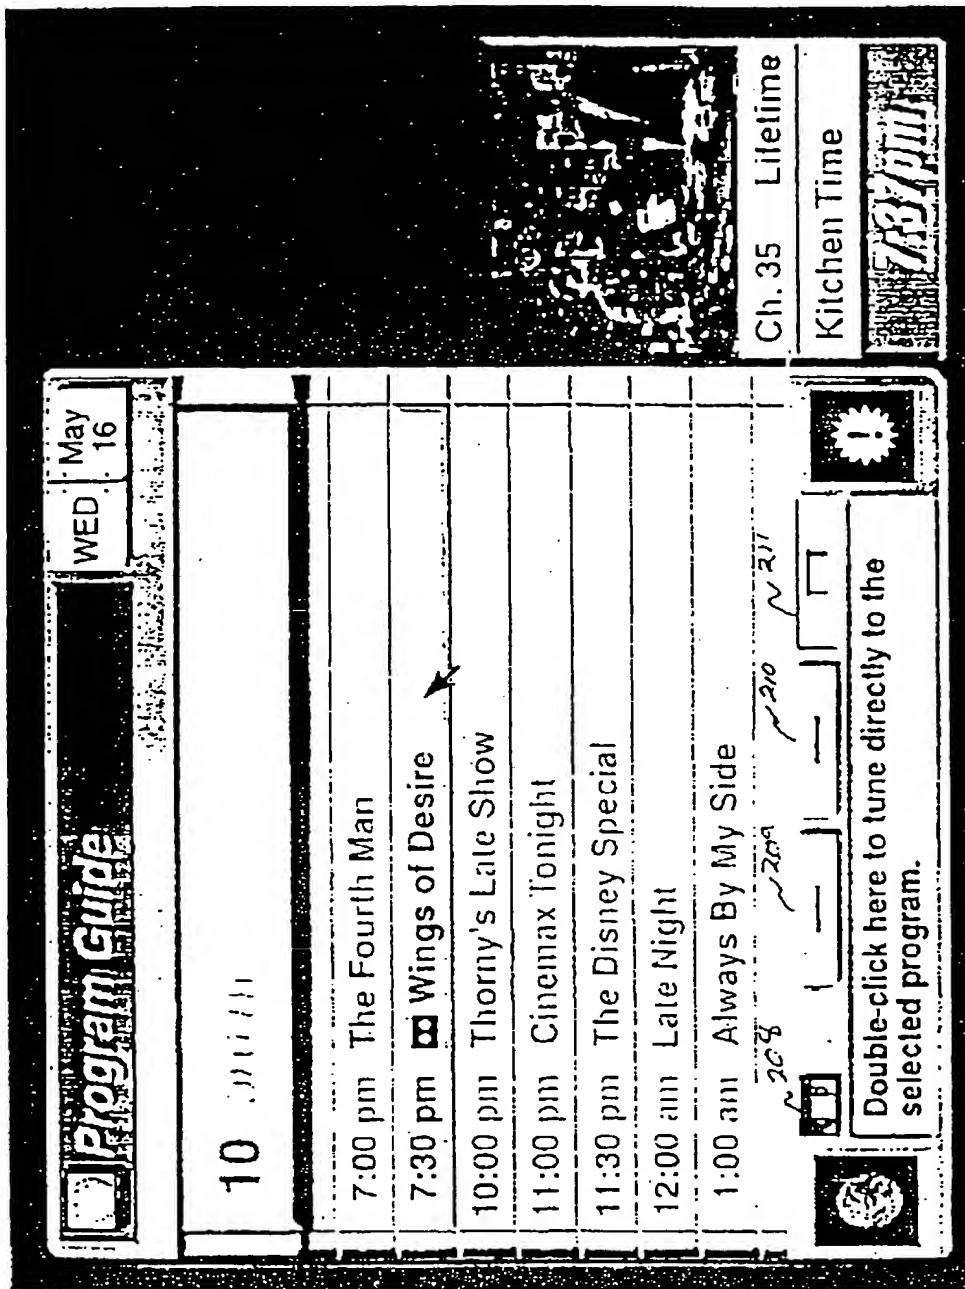 Program Guide
WED
May
16
10
7:00 pm The Fourth Man
7:30 pm Wings of Desire
10:00 pm Thorny's Late Show
11:00 pm Cinemax Tonight
11:30 pm The Disney Special
12:00 am Late Night
1:00 am Always By My Side
208
209
210
211
!
Double-click here to tune directly to the
selected program.
Ch. 35 Lifetime
Kitchen Time
7:37pm